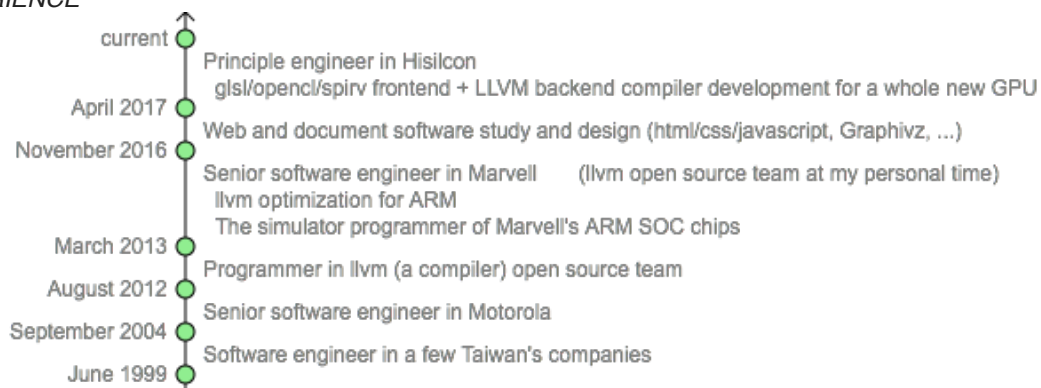 current
Principle engineer in Hisilcon
glsl/opencl/spirv frontend + LLVM backend compiler development for a whole new GPU
April 2017
Web and document software study and design (html/css/javascript, Graphivz, ...)
November 2016
Senior software engineer in Marvell (llvm open source team at my personal time)
llvm optimization for ARM
The simulator programmer of Marvell's ARM SOC chips
March 2013
Programmer in llvm (a compiler) open source team
August 2012
Senior software engineer in Motorola
September 2004
Software engineer in a few Taiwan's companies
June 1999